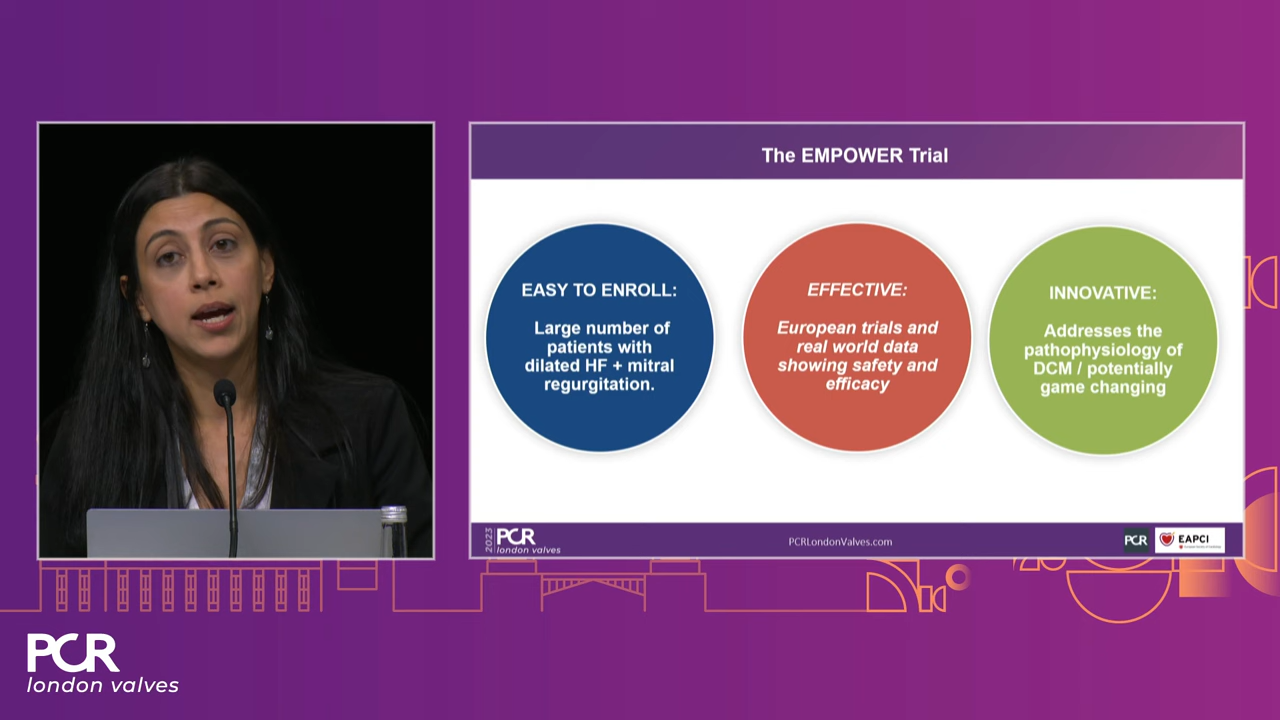 The EMPOWER Trial
EASY TO ENROLL:
Large number of
patients with
dilated HF + mitral
regurgitation.
EFFECTIVE:
European trials and
real world data
showing safety and
efficacy
INNOVATIVE:
Addresses the
pathophysiology of
DCM / potentially
game changing
2023
PCR
london valves
PCRLondonValves.com
PCR
EAPCI
PCR
london valves